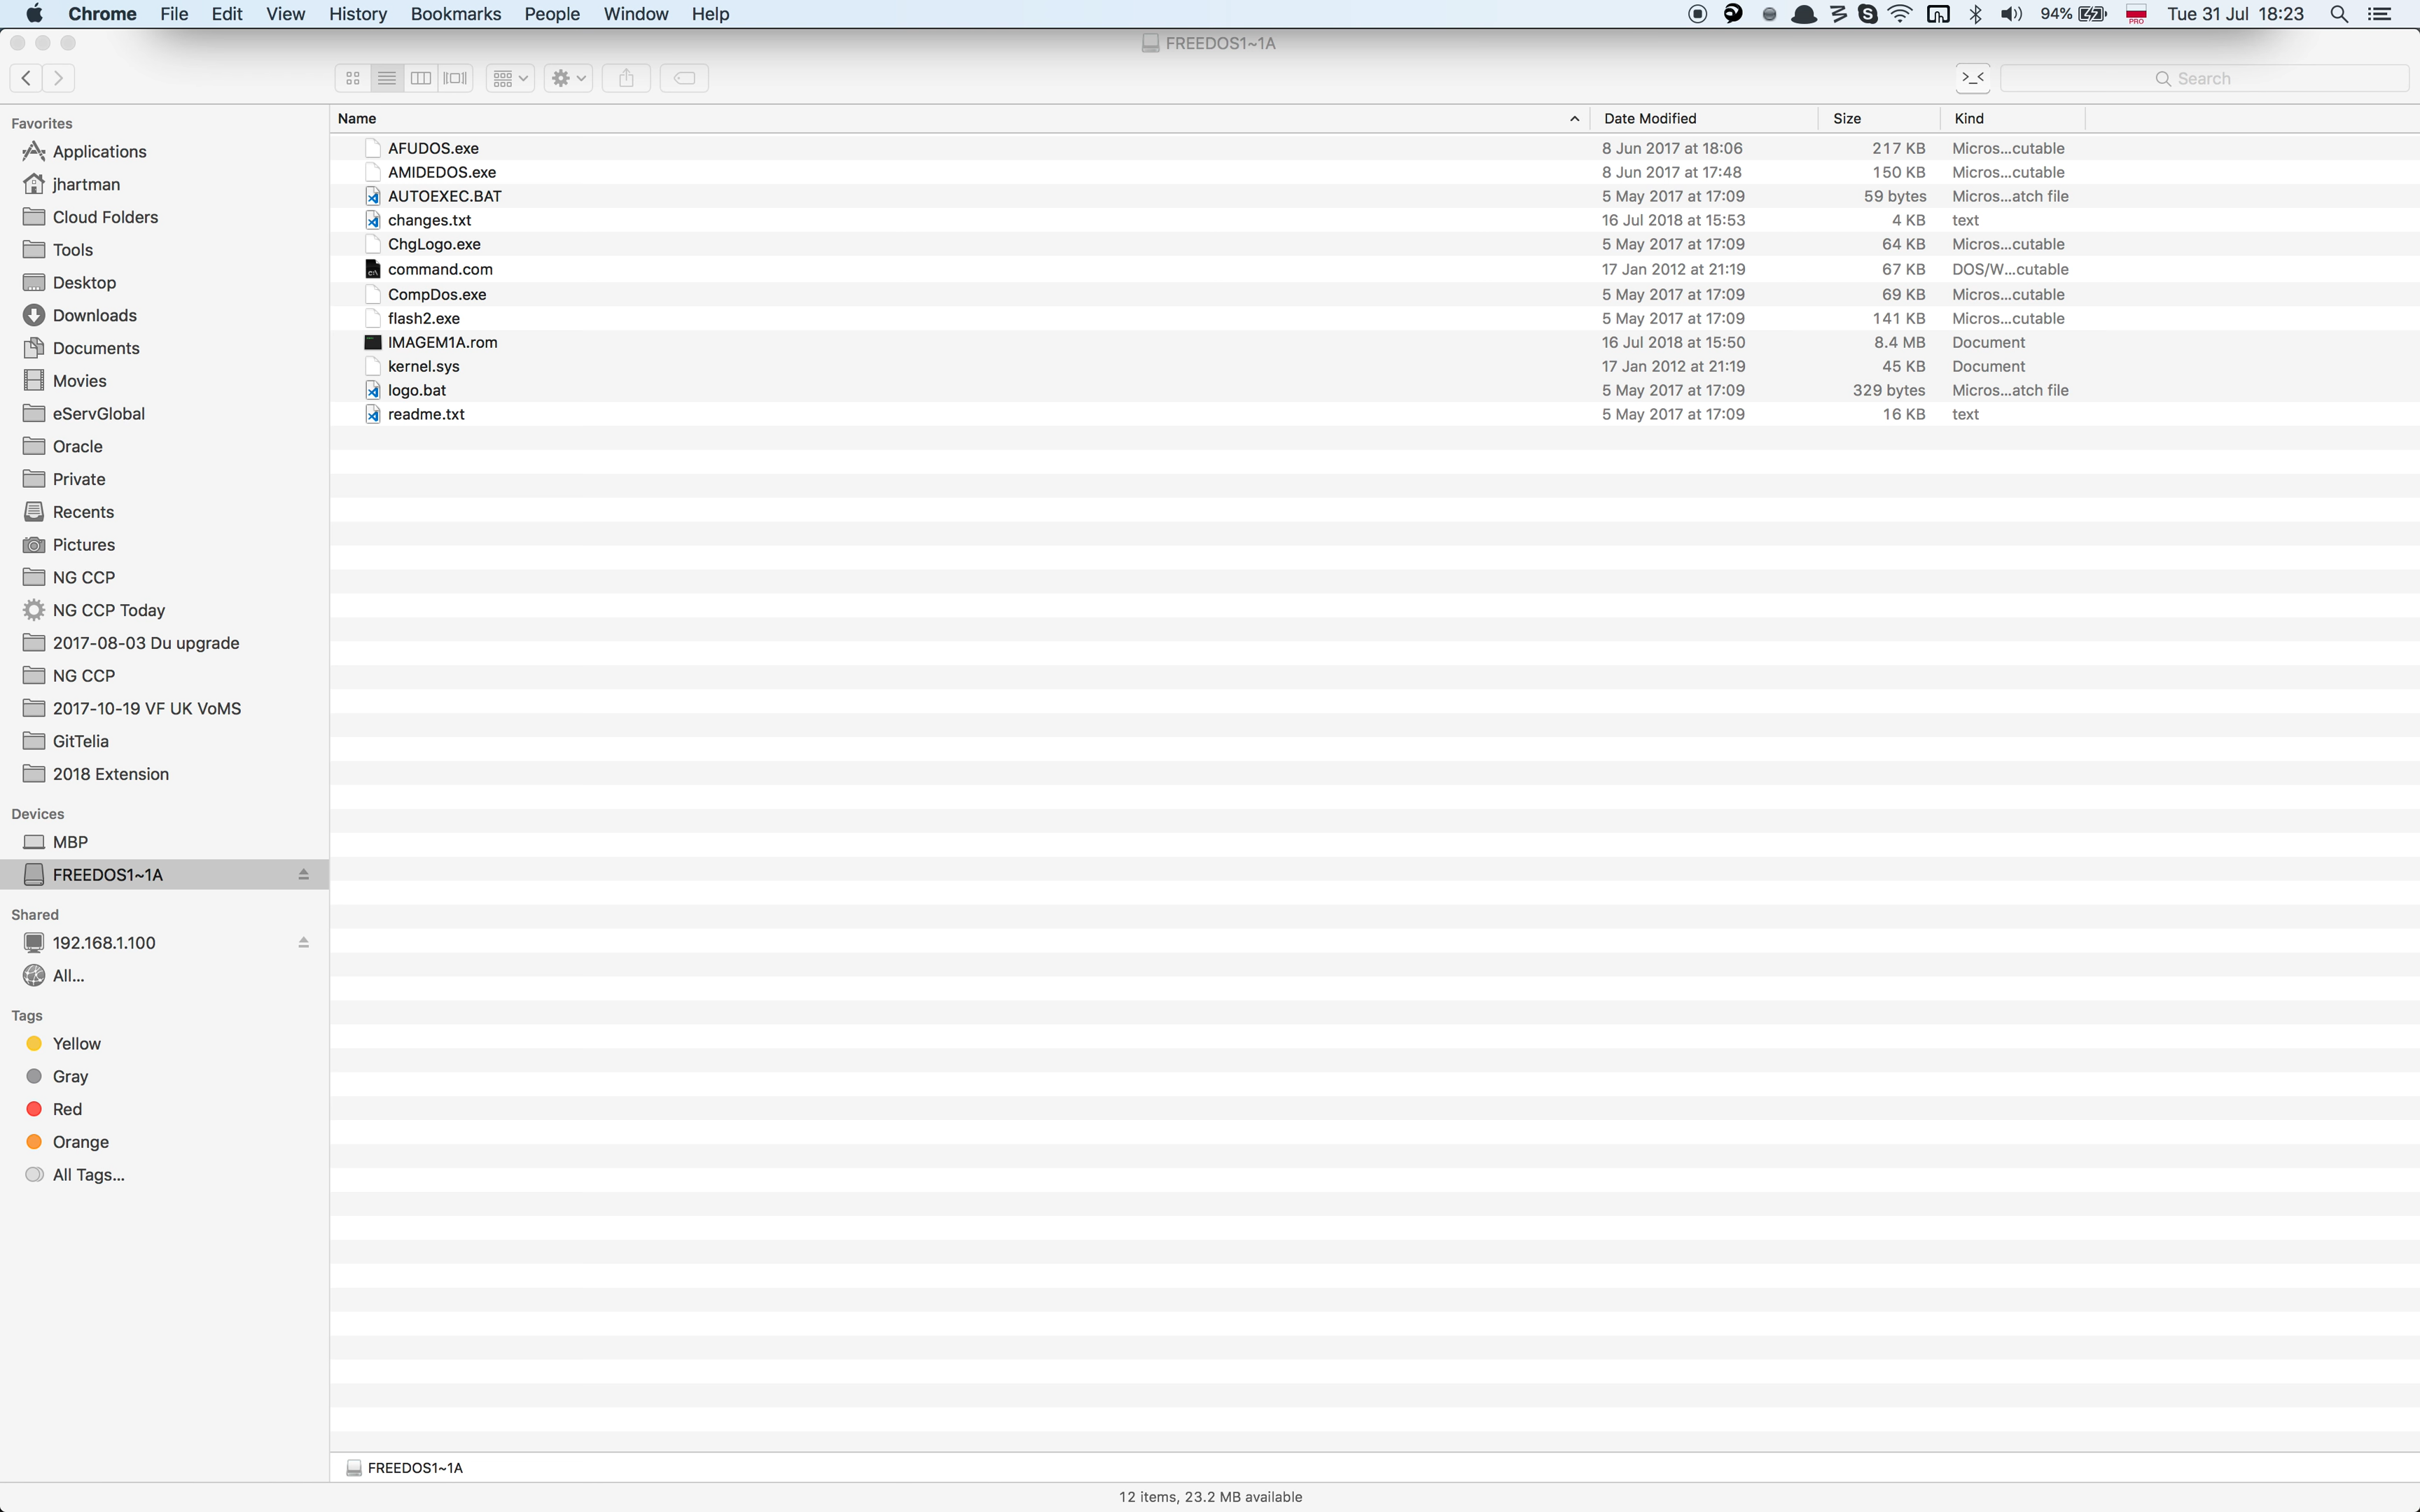 Chrome File Edit View History Bookmarks People Window Help 94% PRO Tue 31 Jul 18:23
FREEDOS1~1A
>_< Search
Favorites
Applications
jhartman
Cloud Folders
Tools
Desktop
Downloads
Documents
Movies
eServGlobal
Oracle
Private
Recents
Pictures
NG CCP
NG CCP Today
2017-08-03 Du upgrade
NG CCP
2017-10-19 VF UK VoMS
GitTelia
2018 Extension
Devices
MBP
FREEDOS1~1A
Shared
192.168.1.100
All...
Tags
Yellow
Gray
Red
Orange
All Tags...
Name Date Modified Size Kind
AFUDOS.exe 8 Jun 2017 at 18:06 217 KB Micros...cutable
AMIDEDOS.exe 8 Jun 2017 at 17:48 150 KB Micros...cutable
AUTOEXEC.BAT 5 May 2017 at 17:09 59 bytes Micros...atch file
changes.txt 16 Jul 2018 at 15:53 4 KB text
ChgLogo.exe 5 May 2017 at 17:09 64 KB Micros...cutable
command.com 17 Jan 2012 at 21:19 67 KB DOS/W...cutable
CompDos.exe 5 May 2017 at 17:09 69 KB Micros...cutable
flash2.exe 5 May 2017 at 17:09 141 KB Micros...cutable
IMAGEM1A.rom 16 Jul 2018 at 15:50 8.4 MB Document
kernel.sys 17 Jan 2012 at 21:19 45 KB Document
logo.bat 5 May 2017 at 17:09 329 bytes Micros...atch file
readme.txt 5 May 2017 at 17:09 16 KB text
FREEDOS1~1A
12 items, 23.2 MB available